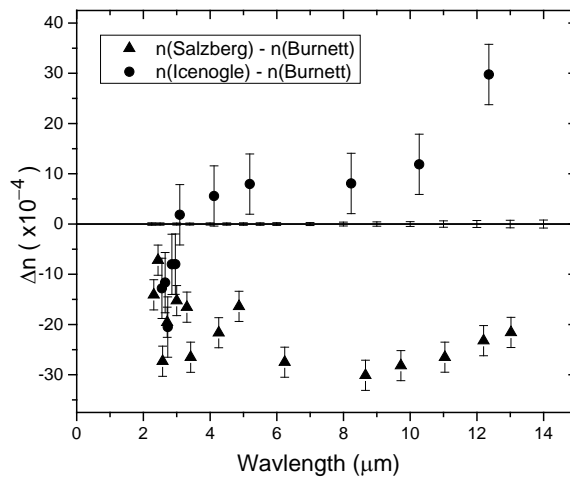 40
30
20
10
0
-10
-20
-30
0 2 4 6 8 10 12 14
Δn ( x10⁻⁴)
n(Salzberg) - n(Burnett)
n(Icenogle) - n(Burnett)
Wavlength (μm)